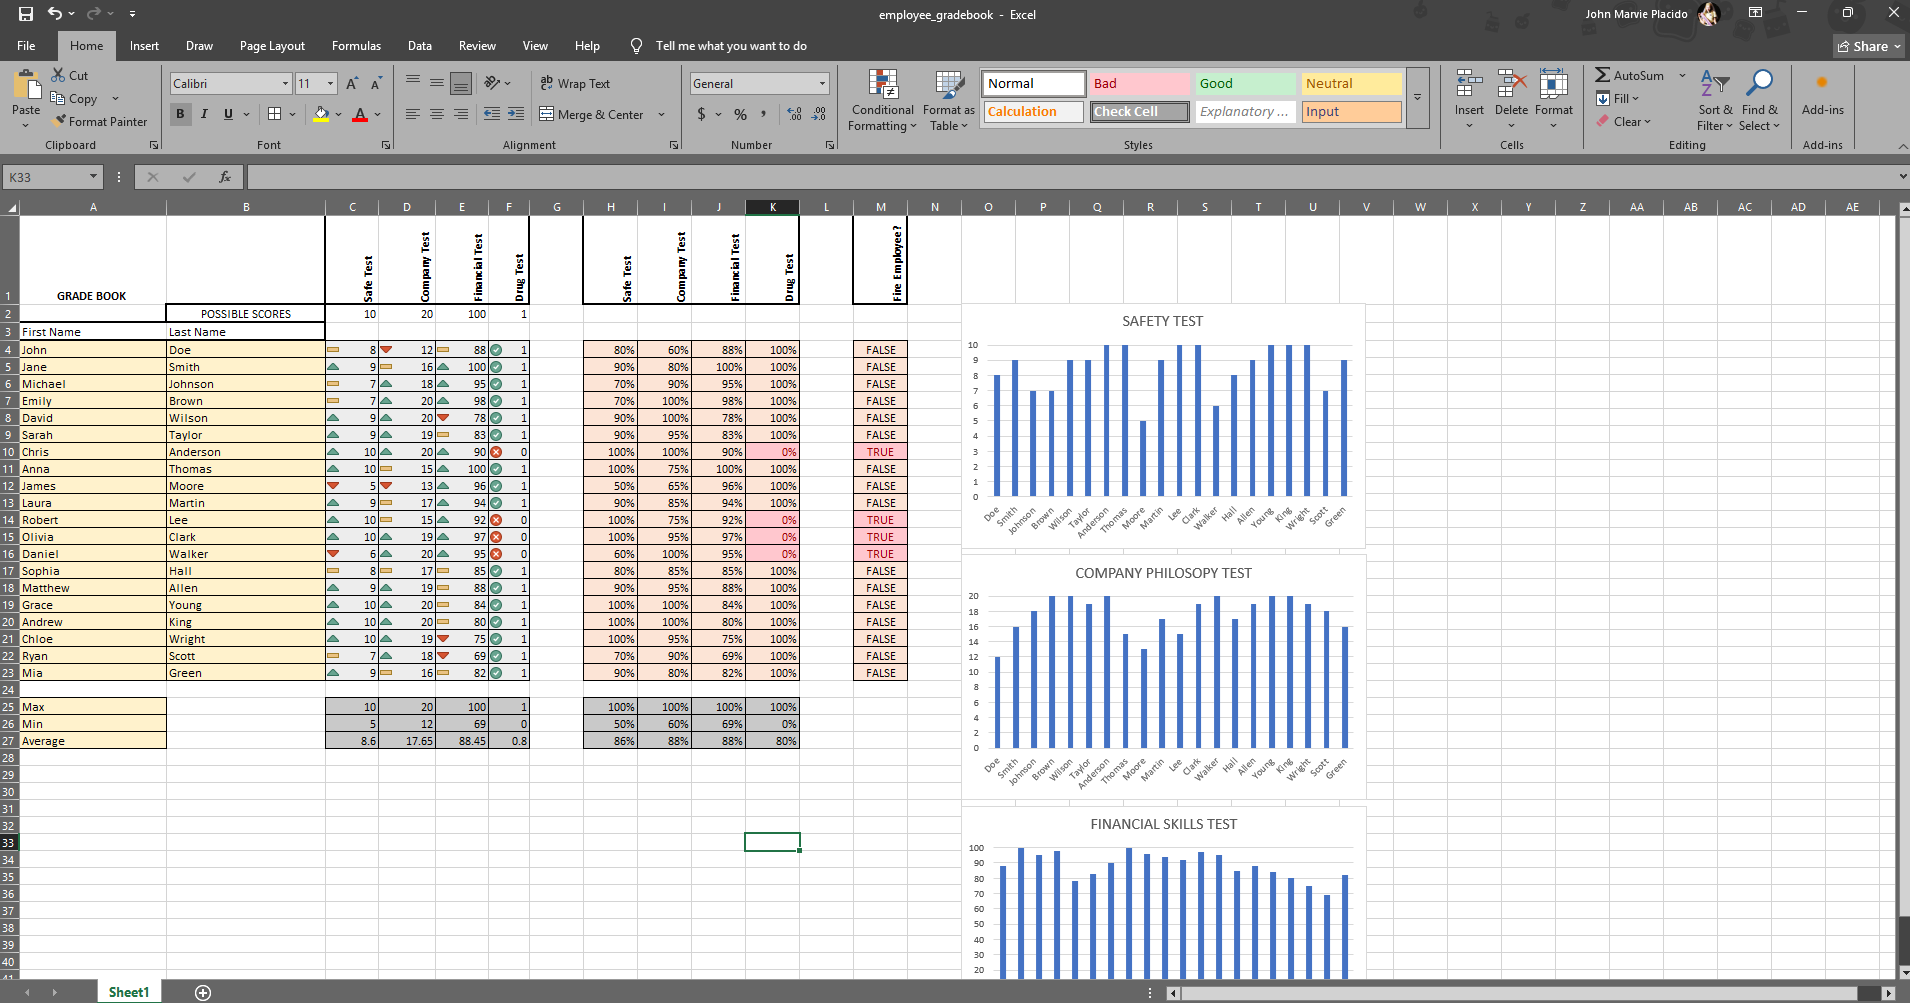 employee_gradebook - Excel
John Marvie Placido
File Home Insert Draw Page Layout Formulas Data Review View Help Tell me what you want to do
Share
Paste
Cut
Copy
Format Painter
Clipboard
Calibri 11
B I U
Font
Wrap Text
Merge & Center
Alignment
General
$ % ,
Number
Conditional Formatting
Format as Table
Normal Bad Good Neutral
Calculation Check Cell Explanatory ... Input
Styles
Insert Delete Format
Cells
AutoSum
Fill
Clear
Sort & Filter
Find & Select
Editing
Add-ins
Add-ins
K33 fx
A B C D E F G H I J K L M N O P Q R S T U V W X Y Z AA AB AC AD AE
1 GRADE BOOK Safe Test Company Test Financial Test Drug Test Safe Test Company Test Financial Test Drug Test Fire Employee?
2 POSSIBLE SCORES 10 20 100 1
3 First Name Last Name
4 John Doe 8 12 88 1 80% 60% 88% 100% FALSE
5 Jane Smith 9 16 100 1 90% 80% 100% 100% FALSE
6 Michael Johnson 7 18 95 1 70% 90% 95% 100% FALSE
7 Emily Brown 7 20 98 1 70% 100% 98% 100% FALSE
8 David Wilson 9 20 78 1 90% 100% 78% 100% FALSE
9 Sarah Taylor 9 19 83 1 90% 95% 83% 100% FALSE
10 Chris Anderson 10 20 90 0 100% 100% 90% 0% TRUE
11 Anna Thomas 10 15 100 1 100% 75% 100% 100% FALSE
12 James Moore 5 13 96 1 50% 65% 96% 100% FALSE
13 Laura Martin 9 17 94 1 90% 85% 94% 100% FALSE
14 Robert Lee 10 15 92 0 100% 75% 92% 0% TRUE
15 Olivia Clark 10 19 97 0 100% 95% 97% 0% TRUE
16 Daniel Walker 6 20 95 0 60% 100% 95% 0% TRUE
17 Sophia Hall 8 17 85 1 80% 85% 85% 100% FALSE
18 Matthew Allen 9 19 88 1 90% 95% 88% 100% FALSE
19 Grace Young 10 20 84 1 100% 100% 84% 100% FALSE
20 Andrew King 10 20 80 1 100% 100% 80% 100% FALSE
21 Chloe Wright 10 19 75 1 100% 95% 75% 100% FALSE
22 Ryan Scott 7 18 69 1 70% 90% 69% 100% FALSE
23 Mia Green 9 16 82 1 90% 80% 82% 100% FALSE
24
25 Max 10 20 100 1 100% 100% 100% 100%
26 Min 5 12 69 0 50% 60% 69% 0%
27 Average 8.6 17.65 88.45 0.8 86% 88% 88% 80%
28
29
30
31
32
33
34
35
36
37
38
39
40
41
SAFETY TEST
10
9
8
7
6
5
4
3
2
1
0
Doe Smith Johnson Brown Wilson Taylor Anderson Thomas Moore Martin Lee Clark Walker Hall Allen Young King Wright Scott Green
COMPANY PHILOSOPY TEST
20
18
16
14
12
10
8
6
4
2
0
Doe Smith Johnson Brown Wilson Taylor Anderson Thomas Moore Martin Lee Clark Walker Hall Allen Young King Wright Scott Green
FINANCIAL SKILLS TEST
100
90
80
70
60
50
40
30
20
Sheet1